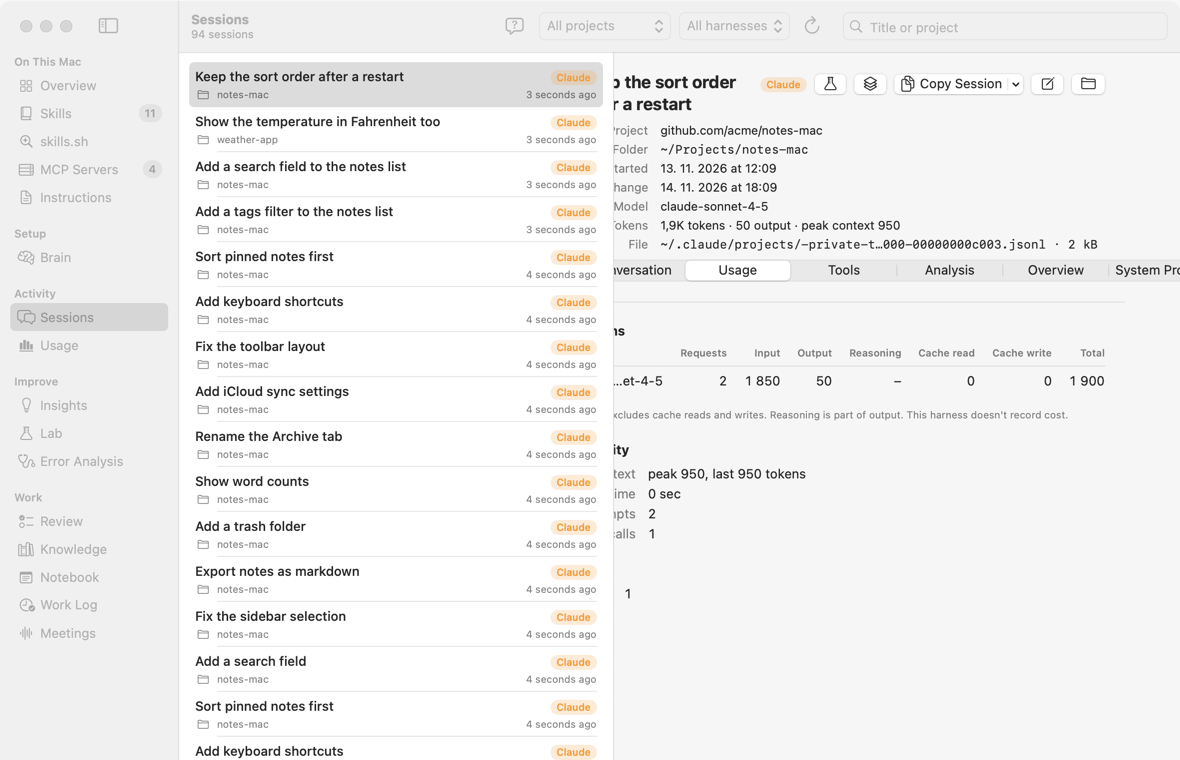 Sessions
94 sessions
All projects
All harnesses
Title or project
On This Mac
Overview
Skills 11
skills.sh
MCP Servers 4
Instructions
Setup
Brain
Activity
Sessions
Usage
Improve
Insights
Lab
Error Analysis
Work
Review
Knowledge
Notebook
Work Log
Meetings
Keep the sort order after a restart Claude
notes-mac 3 seconds ago
Show the temperature in Fahrenheit too Claude
weather-app 3 seconds ago
Add a search field to the notes list Claude
notes-mac 3 seconds ago
Add a tags filter to the notes list Claude
notes-mac 3 seconds ago
Sort pinned notes first Claude
notes-mac 4 seconds ago
Add keyboard shortcuts Claude
notes-mac 4 seconds ago
Fix the toolbar layout Claude
notes-mac 4 seconds ago
Add iCloud sync settings Claude
notes-mac 4 seconds ago
Rename the Archive tab Claude
notes-mac 4 seconds ago
Show word counts Claude
notes-mac 4 seconds ago
Add a trash folder Claude
notes-mac 4 seconds ago
Export notes as markdown Claude
notes-mac 4 seconds ago
Fix the sidebar selection Claude
notes-mac 4 seconds ago
Add a search field Claude
notes-mac 4 seconds ago
Sort pinned notes first Claude
notes-mac 4 seconds ago
Add keyboard shortcuts Claude
p the sort order Claude Copy Session
r a restart
Project github.com/acme/notes-mac
Folder ~/Projects/notes-mac
tarted 13. 11. 2026 at 12:09
hange 14. 11. 2026 at 18:09
Model claude-sonnet-4-5
Tokens 1,9K tokens · 50 output · peak context 950
File ~/.claude/projects/-private-t…000-00000000c003.jsonl · 2 kB
nversation Usage Tools Analysis Overview System Pro
ns
Requests Input Output Reasoning Cache read Cache write Total
…et-4-5 2 1 850 50 – 0 0 1 900
xcludes cache reads and writes. Reasoning is part of output. This harness doesn't record cost.
ity
text peak 950, last 950 tokens
ime 0 sec
mpts 2
calls 1
1